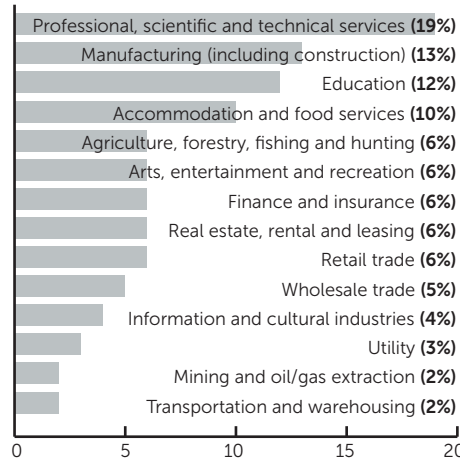 Professional, scientific and technical services (19%)
Manufacturing (including construction) (13%)
Education (12%)
Accommodation and food services (10%)
Agriculture, forestry, fishing and hunting (6%)
Arts, entertainment and recreation (6%)
Finance and insurance (6%)
Real estate, rental and leasing (6%)
Retail trade (6%)
Wholesale trade (5%)
Information and cultural industries (4%)
Utility (3%)
Mining and oil/gas extraction (2%)
Transportation and warehousing (2%)
0 5 10 15 20